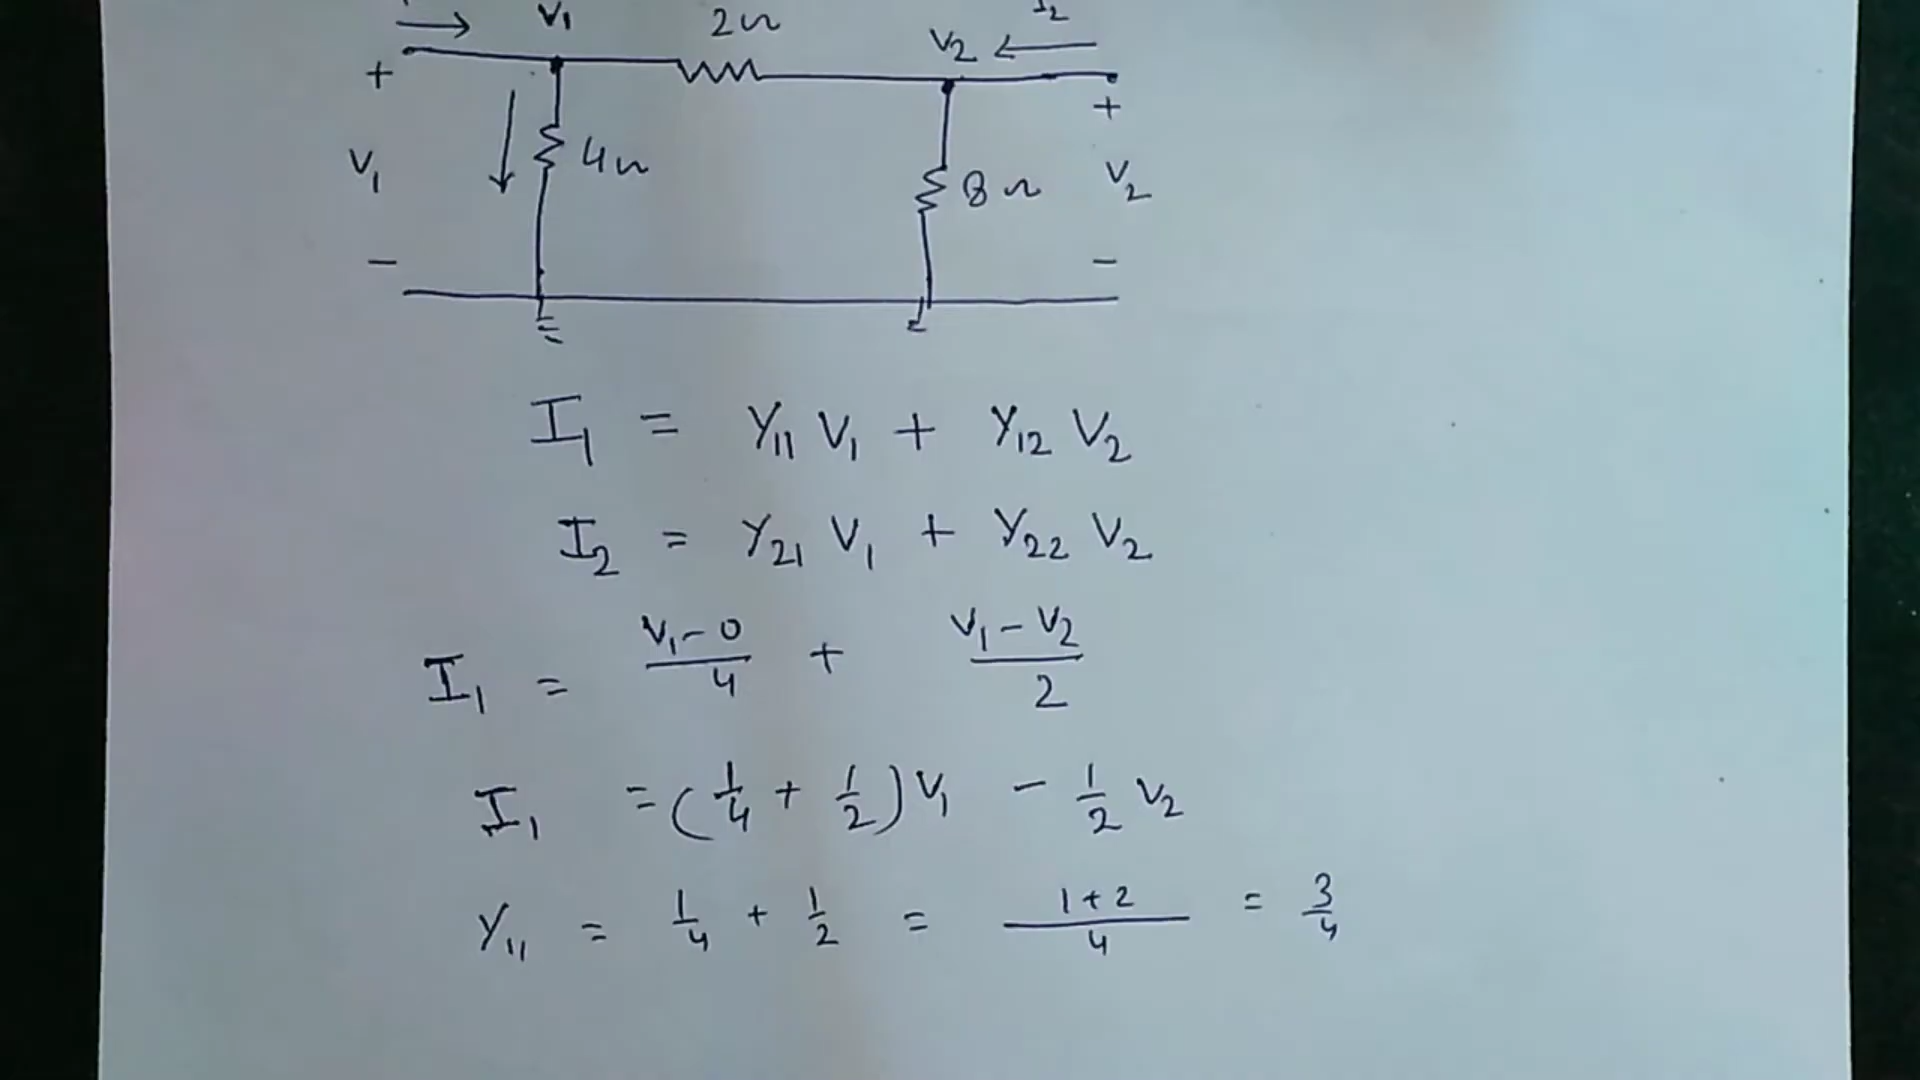 V₁ 2Ω I₂
V₂
+ +
V₁ 4Ω 8Ω V₂
− −
I₁ = Y₁₁ V₁ + Y₁₂ V₂
I₂ = Y₂₁ V₁ + Y₂₂ V₂
I₁ = (V₁ − 0)/4 + (V₁ − V₂)/2
I₁ = (1/4 + 1/2) V₁ − 1/2 V₂
Y₁₁ = 1/4 + 1/2 = (1+2)/4 = 3/4